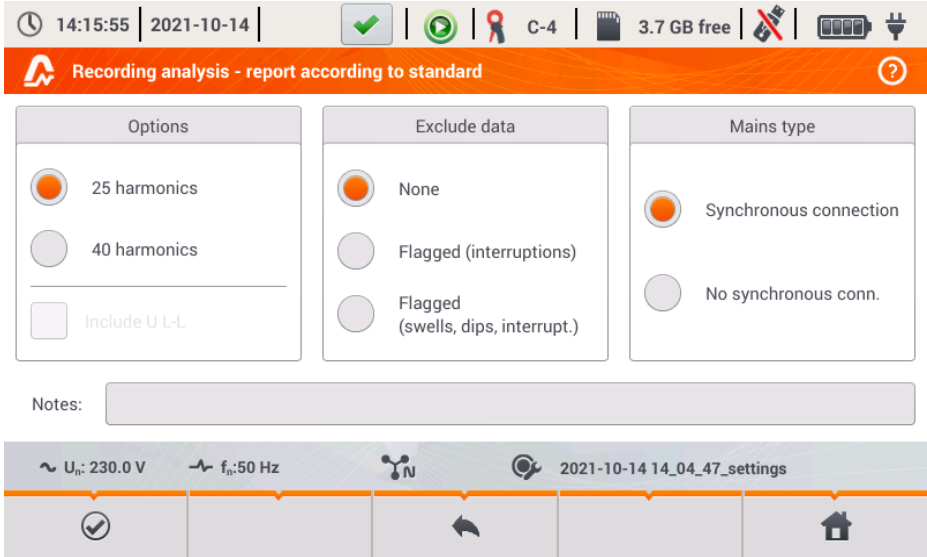 14:15:55 2021-10-14 C-4 3.7 GB free
Recording analysis - report according to standard ?
Options
25 harmonics
40 harmonics
Include U L-L
Exclude data
None
Flagged (interruptions)
Flagged
(swells, dips, interrupt.)
Mains type
Synchronous connection
No synchronous conn.
Notes:
Un: 230.0 V fn:50 Hz N 2021-10-14 14_04_47_settings